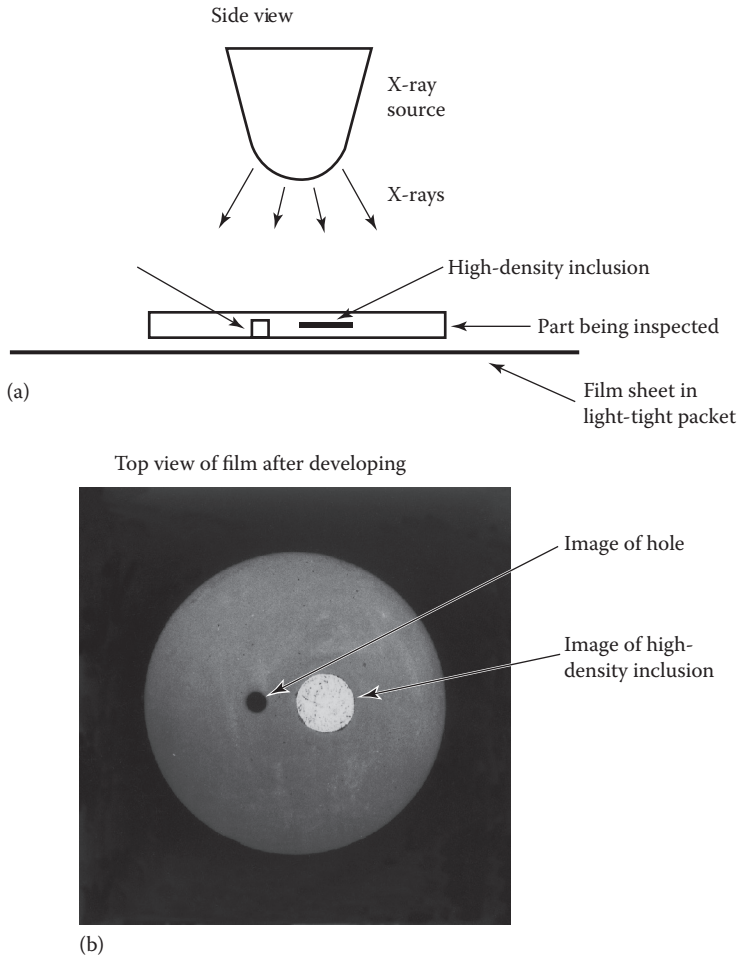 Side view
X-ray
source
X-rays
High-density inclusion
Part being inspected
(a)
Film sheet in
light-tight packet
Top view of film after developing
Image of hole
Image of high-
density inclusion
(b)